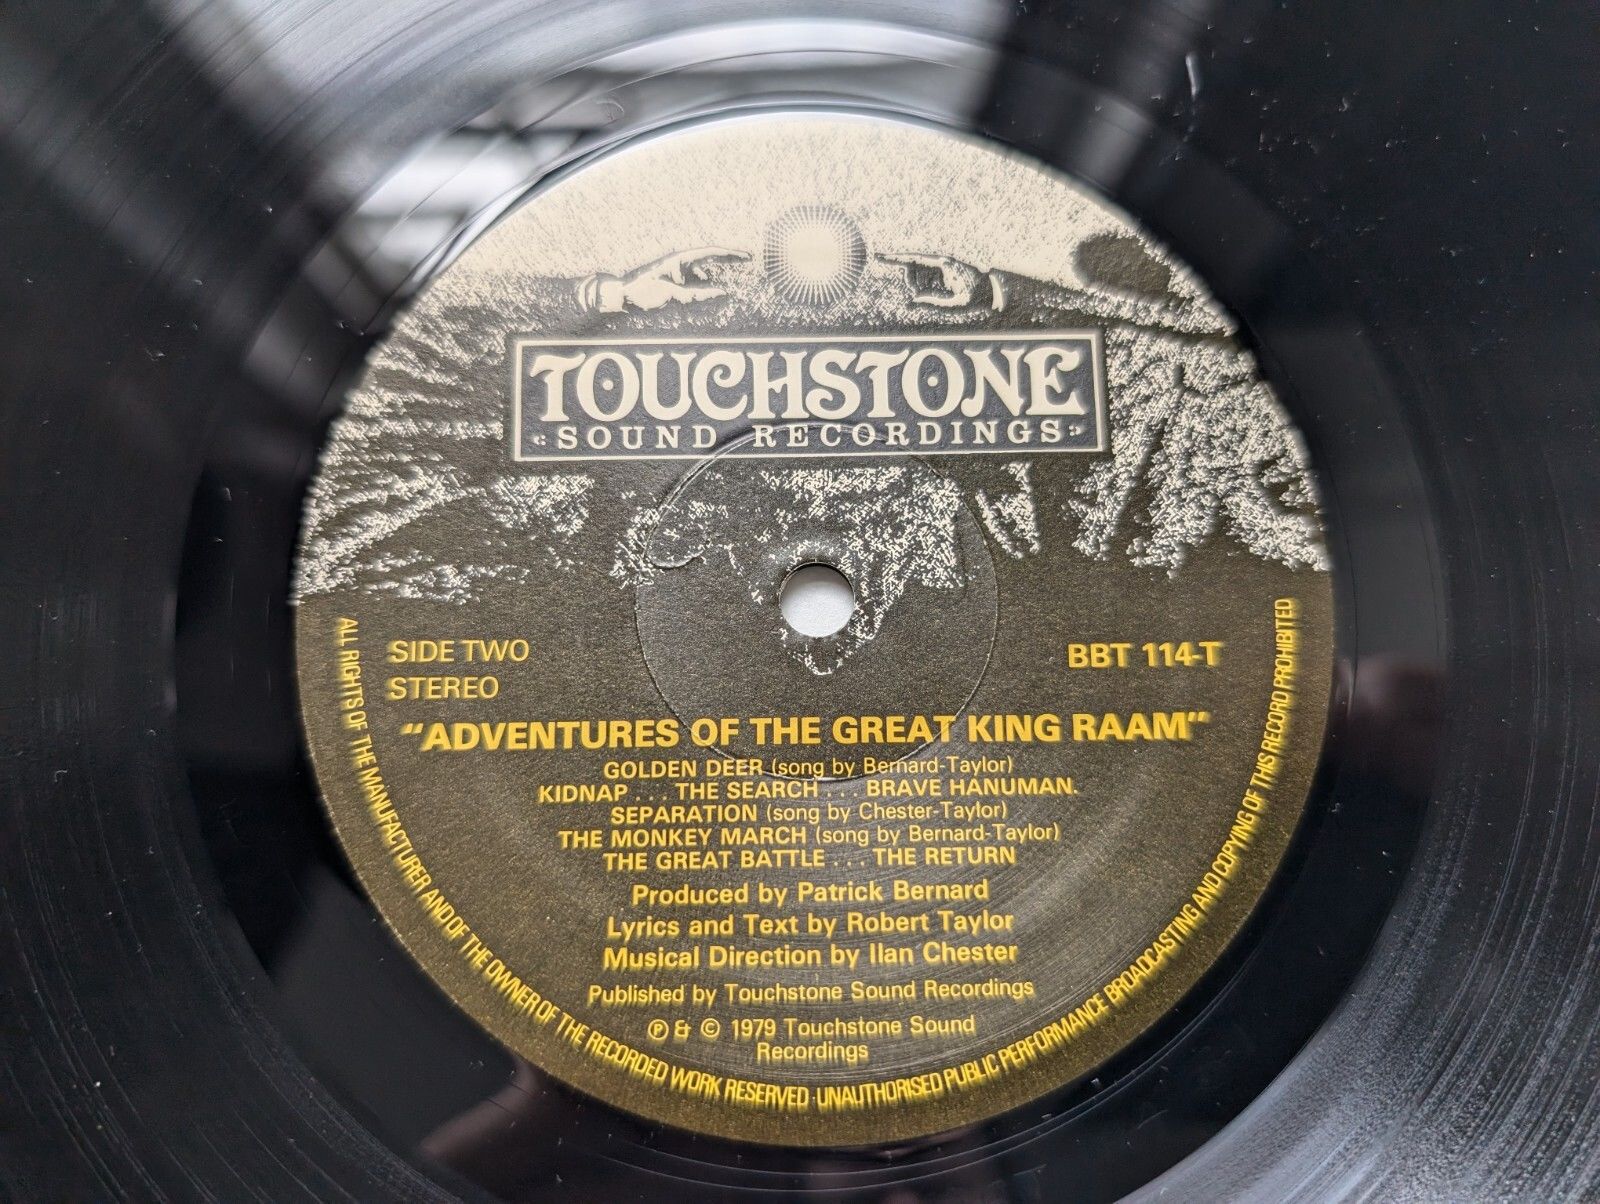 TOUCHSTONE
SOUND RECORDINGS
SIDE TWO
STEREO
BBT 114-T
"ADVENTURES OF THE GREAT KING RAAM"
GOLDEN DEER (song by Bernard-Taylor)
KIDNAP . . . THE SEARCH . . . BRAVE HANUMAN.
SEPARATION (song by Chester-Taylor)
THE MONKEY MARCH (song by Bernard-Taylor)
THE GREAT BATTLE . . . THE RETURN
Produced by Patrick Bernard
Lyrics and Text by Robert Taylor
Musical Direction by Ilan Chester
Published by Touchstone Sound Recordings
℗ & © 1979 Touchstone Sound
Recordings
ALL RIGHTS OF THE MANUFACTURER AND OF THE OWNER OF THE RECORDED WORK RESERVED · UNAUTHORISED PUBLIC PERFORMANCE BROADCASTING AND COPYING OF THIS RECORD PROHIBITED